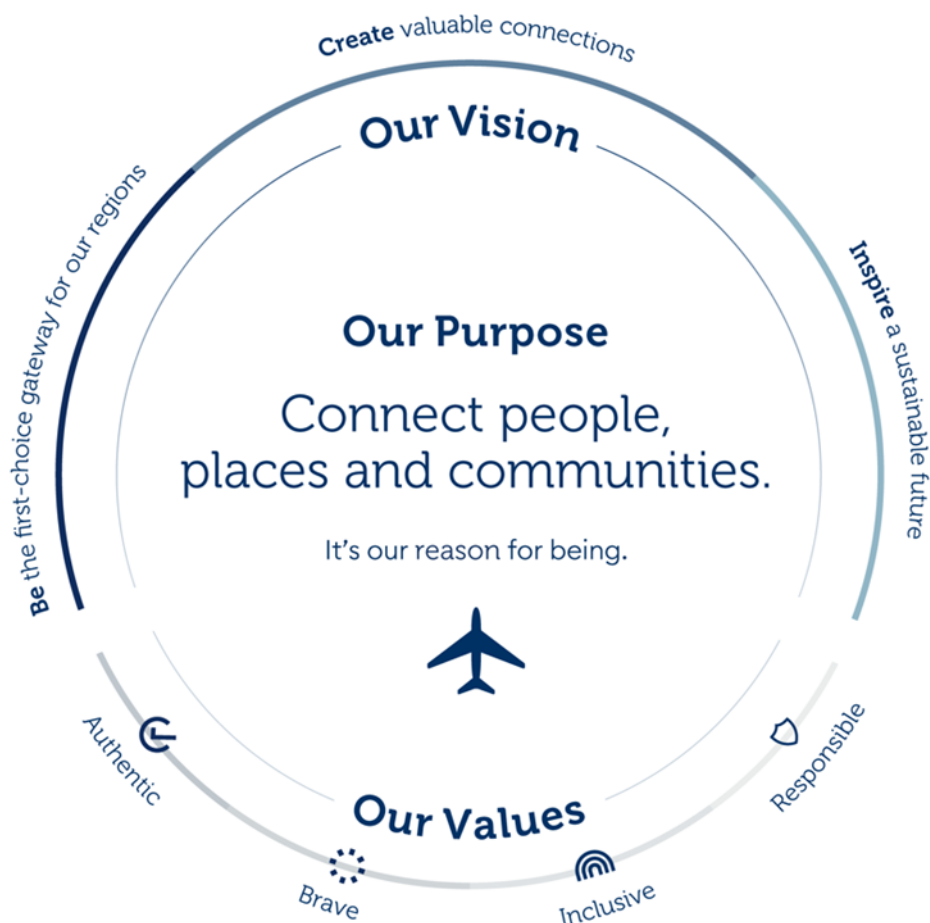 Create valuable connections
Our Vision
Be the first-choice gateway for our regions
Inspire a sustainable future
Our Purpose
Connect people,
places and communities.
It's our reason for being.
Our Values
Authentic
Brave
Inclusive
Responsible